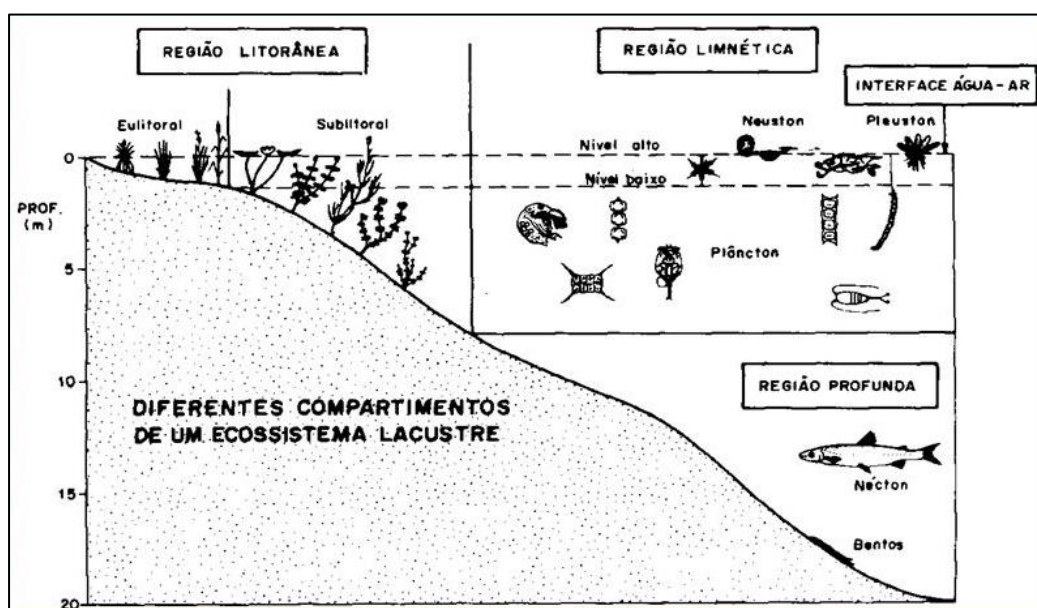 REGIÃO LITORÂNEA
REGIÃO LIMNÉTICA
INTERFACE ÁGUA-AR
Eulitoral
Sublitoral
Neuston
Pleuston
Nível alto
0
Nível baixo
PROF.
(m)
Plâncton
5
REGIÃO PROFUNDA
10
DIFERENTES COMPARTIMENTOS
DE UM ECOSSISTEMA LACUSTRE
Nécton
15
Bentos
20